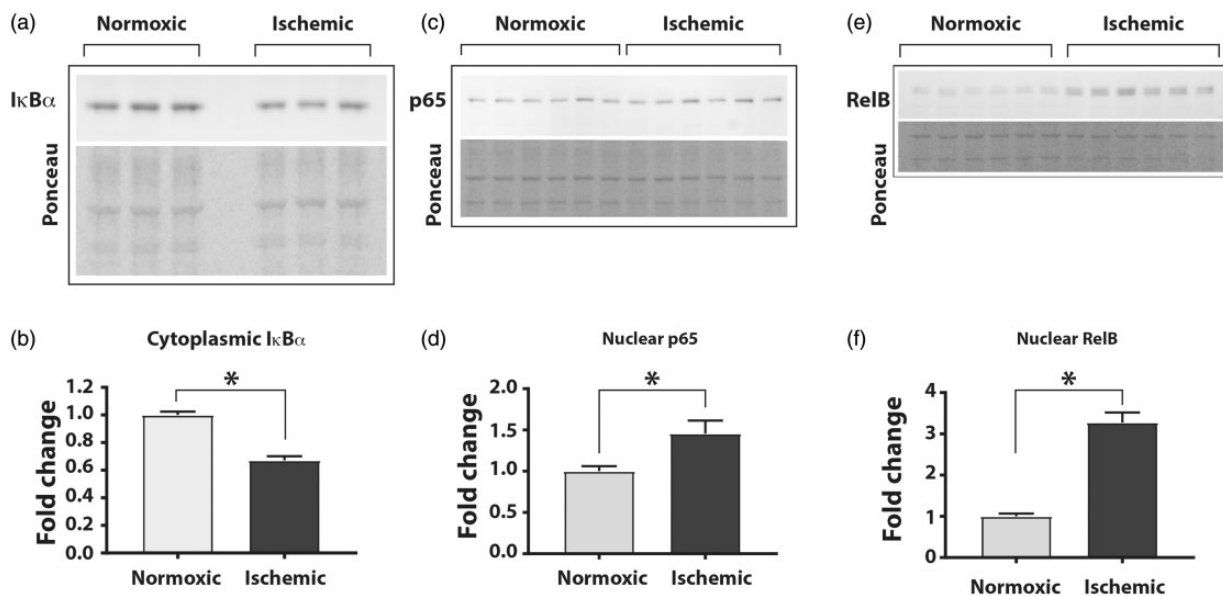 (a)
Normoxic
Ischemic
IκBα
Ponceau
(c)
Normoxic
Ischemic
p65
Ponceau
(e)
Normoxic
Ischemic
RelB
Ponceau
(b)
Cytoplasmic IκBα
Fold change
1.2
1.0
0.8
0.6
0.4
0.2
0.0
*
Normoxic
Ischemic
(d)
Nuclear p65
Fold change
2.0
1.5
1.0
0.5
0.0
*
Normoxic
Ischemic
(f)
Nuclear RelB
Fold change
4
3
2
1
0
*
Normoxic
Ischemic